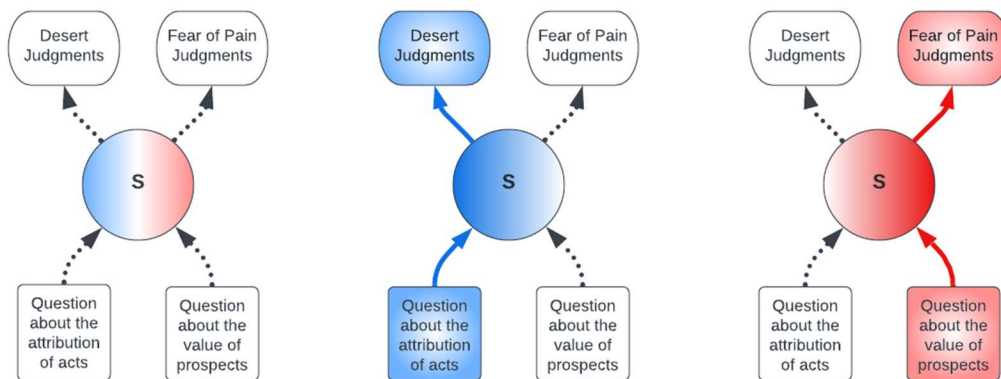 Desert
Judgments
Fear of Pain
Judgments
S
Question
about the
attribution
of acts
Question
about the
value of
prospects
Desert
Judgments
Fear of Pain
Judgments
S
Question
about the
attribution
of acts
Question
about the
value of
prospects
Desert
Judgments
Fear of Pain
Judgments
S
Question
about the
attribution
of acts
Question
about the
value of
prospects